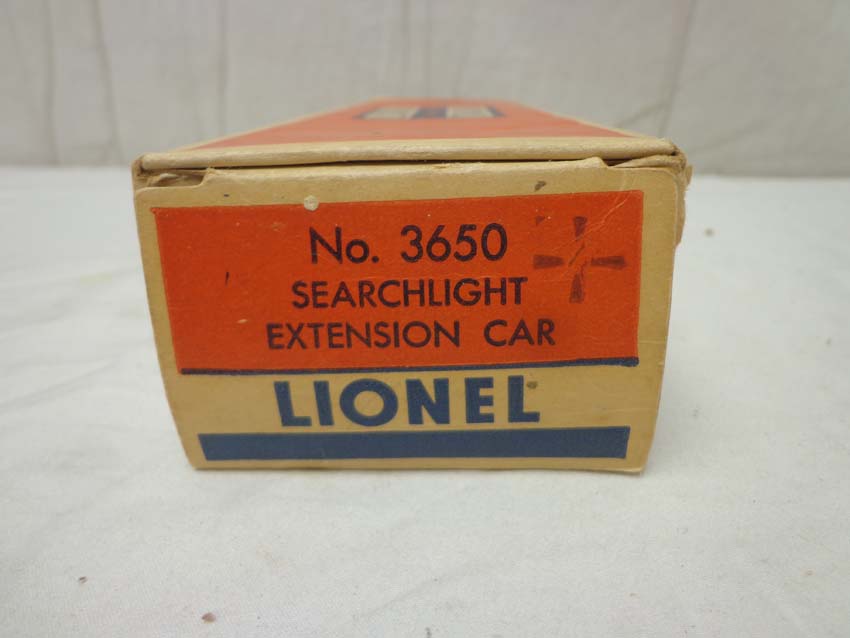 No. 3650
SEARCHLIGHT
EXTENSION CAR
LIONEL